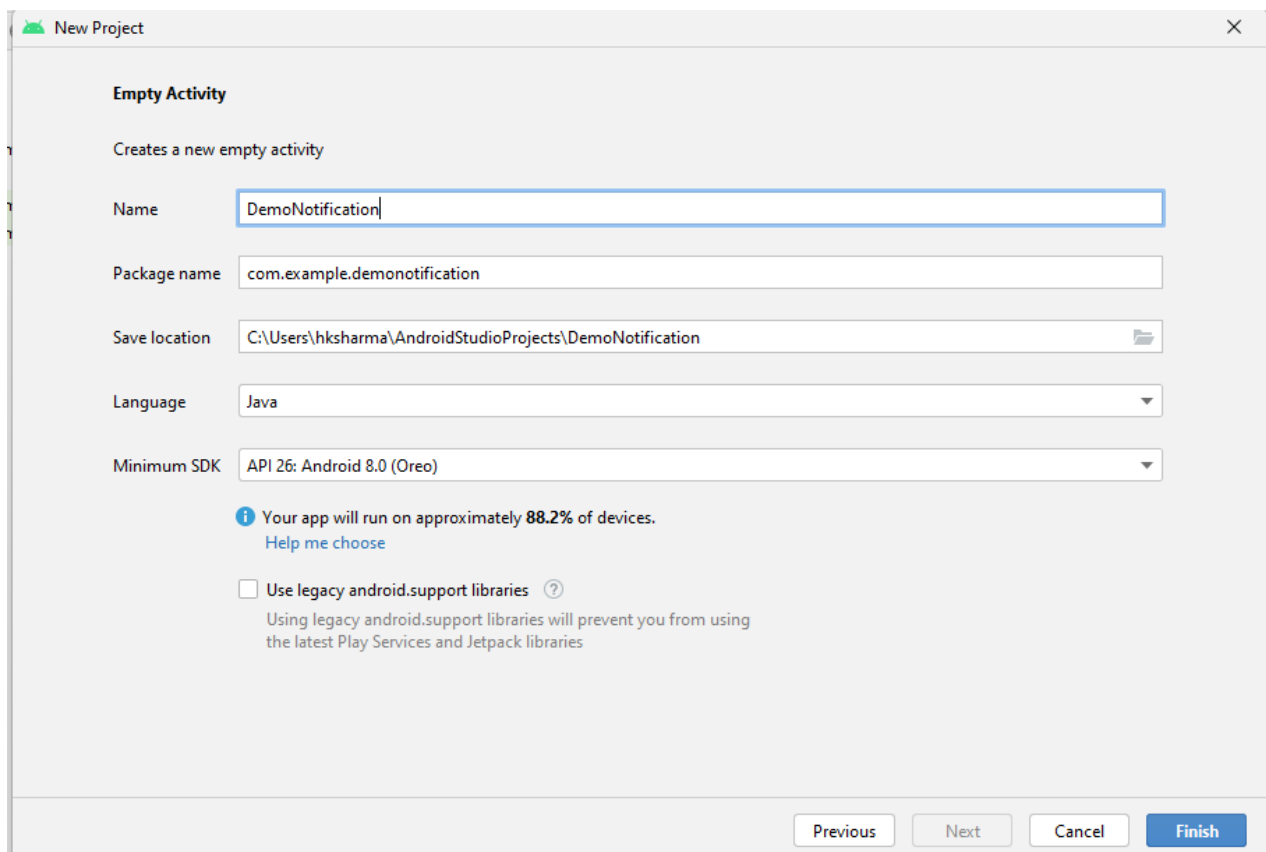 New Project
Empty Activity
Creates a new empty activity
Name DemoNotification
Package name com.example.demonotification
Save location C:\Users\hksharma\AndroidStudioProjects\DemoNotification
Language Java
Minimum SDK API 26: Android 8.0 (Oreo)
i Your app will run on approximately 88.2% of devices.
Help me choose
Use legacy android.support libraries ?
Using legacy android.support libraries will prevent you from using
the latest Play Services and Jetpack libraries
Previous Next Cancel Finish